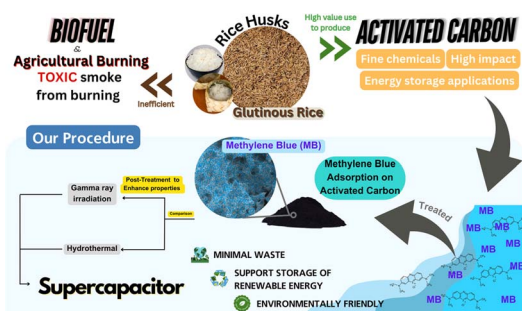 BIOFUEL
&
Agricultural Burning
TOXIC smoke
from burning
Inefficient
Rice Husks
Glutinous Rice
High value use
to produce
ACTIVATED CARBON
Fine chemicals
High impact
Energy storage applications
Our Procedure
Methylene Blue (MB)
Methylene Blue
Adsorption on
Activated Carbon
Treated
MB
MB
MB
MB
MB
MB
MB
MB
Gamma ray
irradiation
Post-Treatment to
Enhance properties
Comparison
Hydrothermal
Supercapacitor
MINIMAL WASTE
SUPPORT STORAGE OF
RENEWABLE ENERGY
ENVIRONMENTALLY FRIENDLY